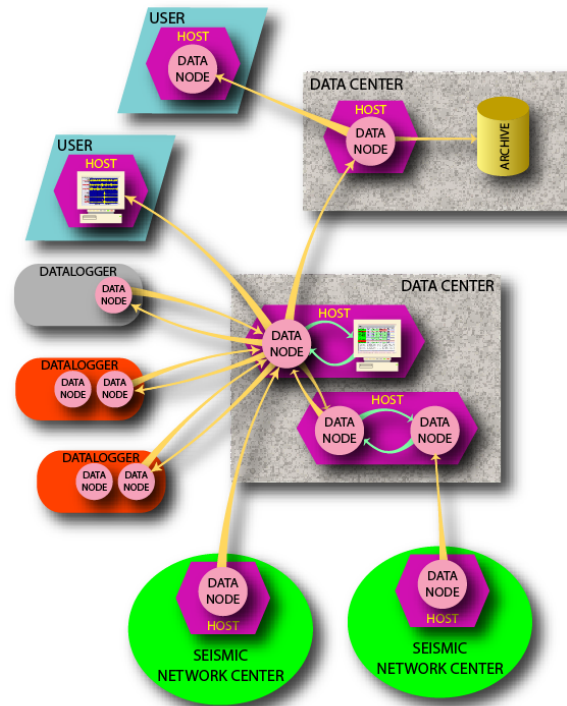 USER
HOST
DATA
NODE
DATA CENTER
HOST
DATA
NODE
ARCHIVE
USER
HOST
DATALOGGER
DATA
NODE
DATA CENTER
HOST
DATA
NODE
DATALOGGER
DATA
NODE
DATA
NODE
HOST
DATA
NODE
DATA
NODE
DATALOGGER
DATA
NODE
DATA
NODE
DATA
NODE
HOST
SEISMIC
NETWORK CENTER
DATA
NODE
HOST
SEISMIC
NETWORK CENTER